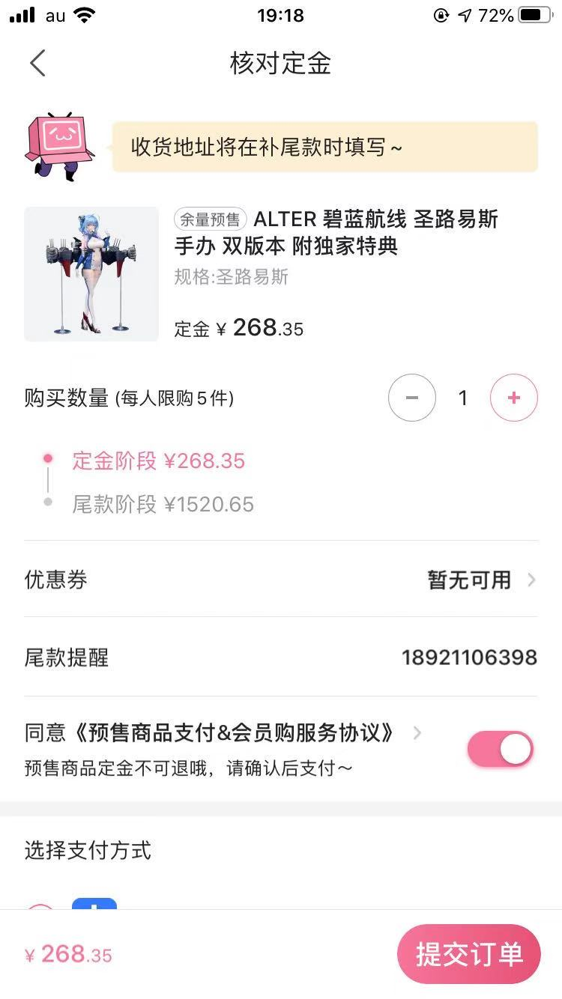 au 19:18 72%
核对定金
收货地址将在补尾款时填写~
余量预售 ALTER 碧蓝航线 圣路易斯
手办 双版本 附独家特典
规格:圣路易斯
定金 ¥ 268.35
购买数量 (每人限购5件) − 1 +
定金阶段 ¥268.35
尾款阶段 ¥1520.65
优惠券 暂无可用
尾款提醒 18921106398
同意《预售商品支付&会员购服务协议》
预售商品定金不可退哦，请确认后支付～
选择支付方式
¥ 268.35 提交订单